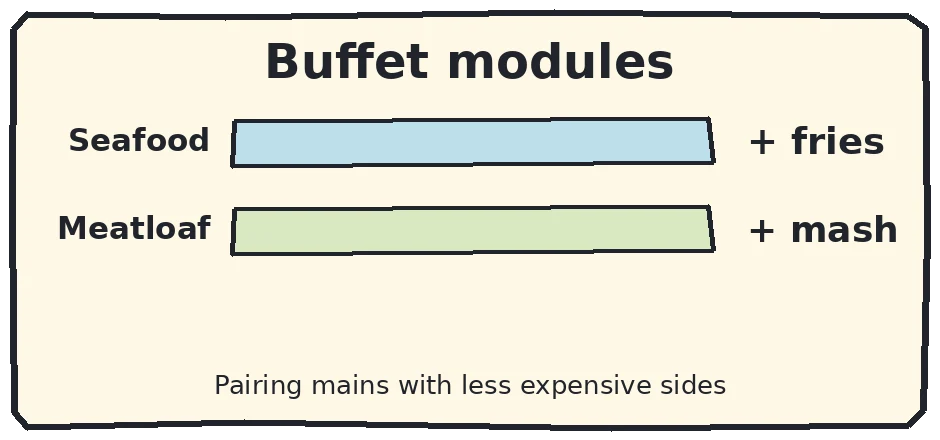 Buffet modules
Seafood + fries
Meatloaf + mash
Pairing mains with less expensive sides